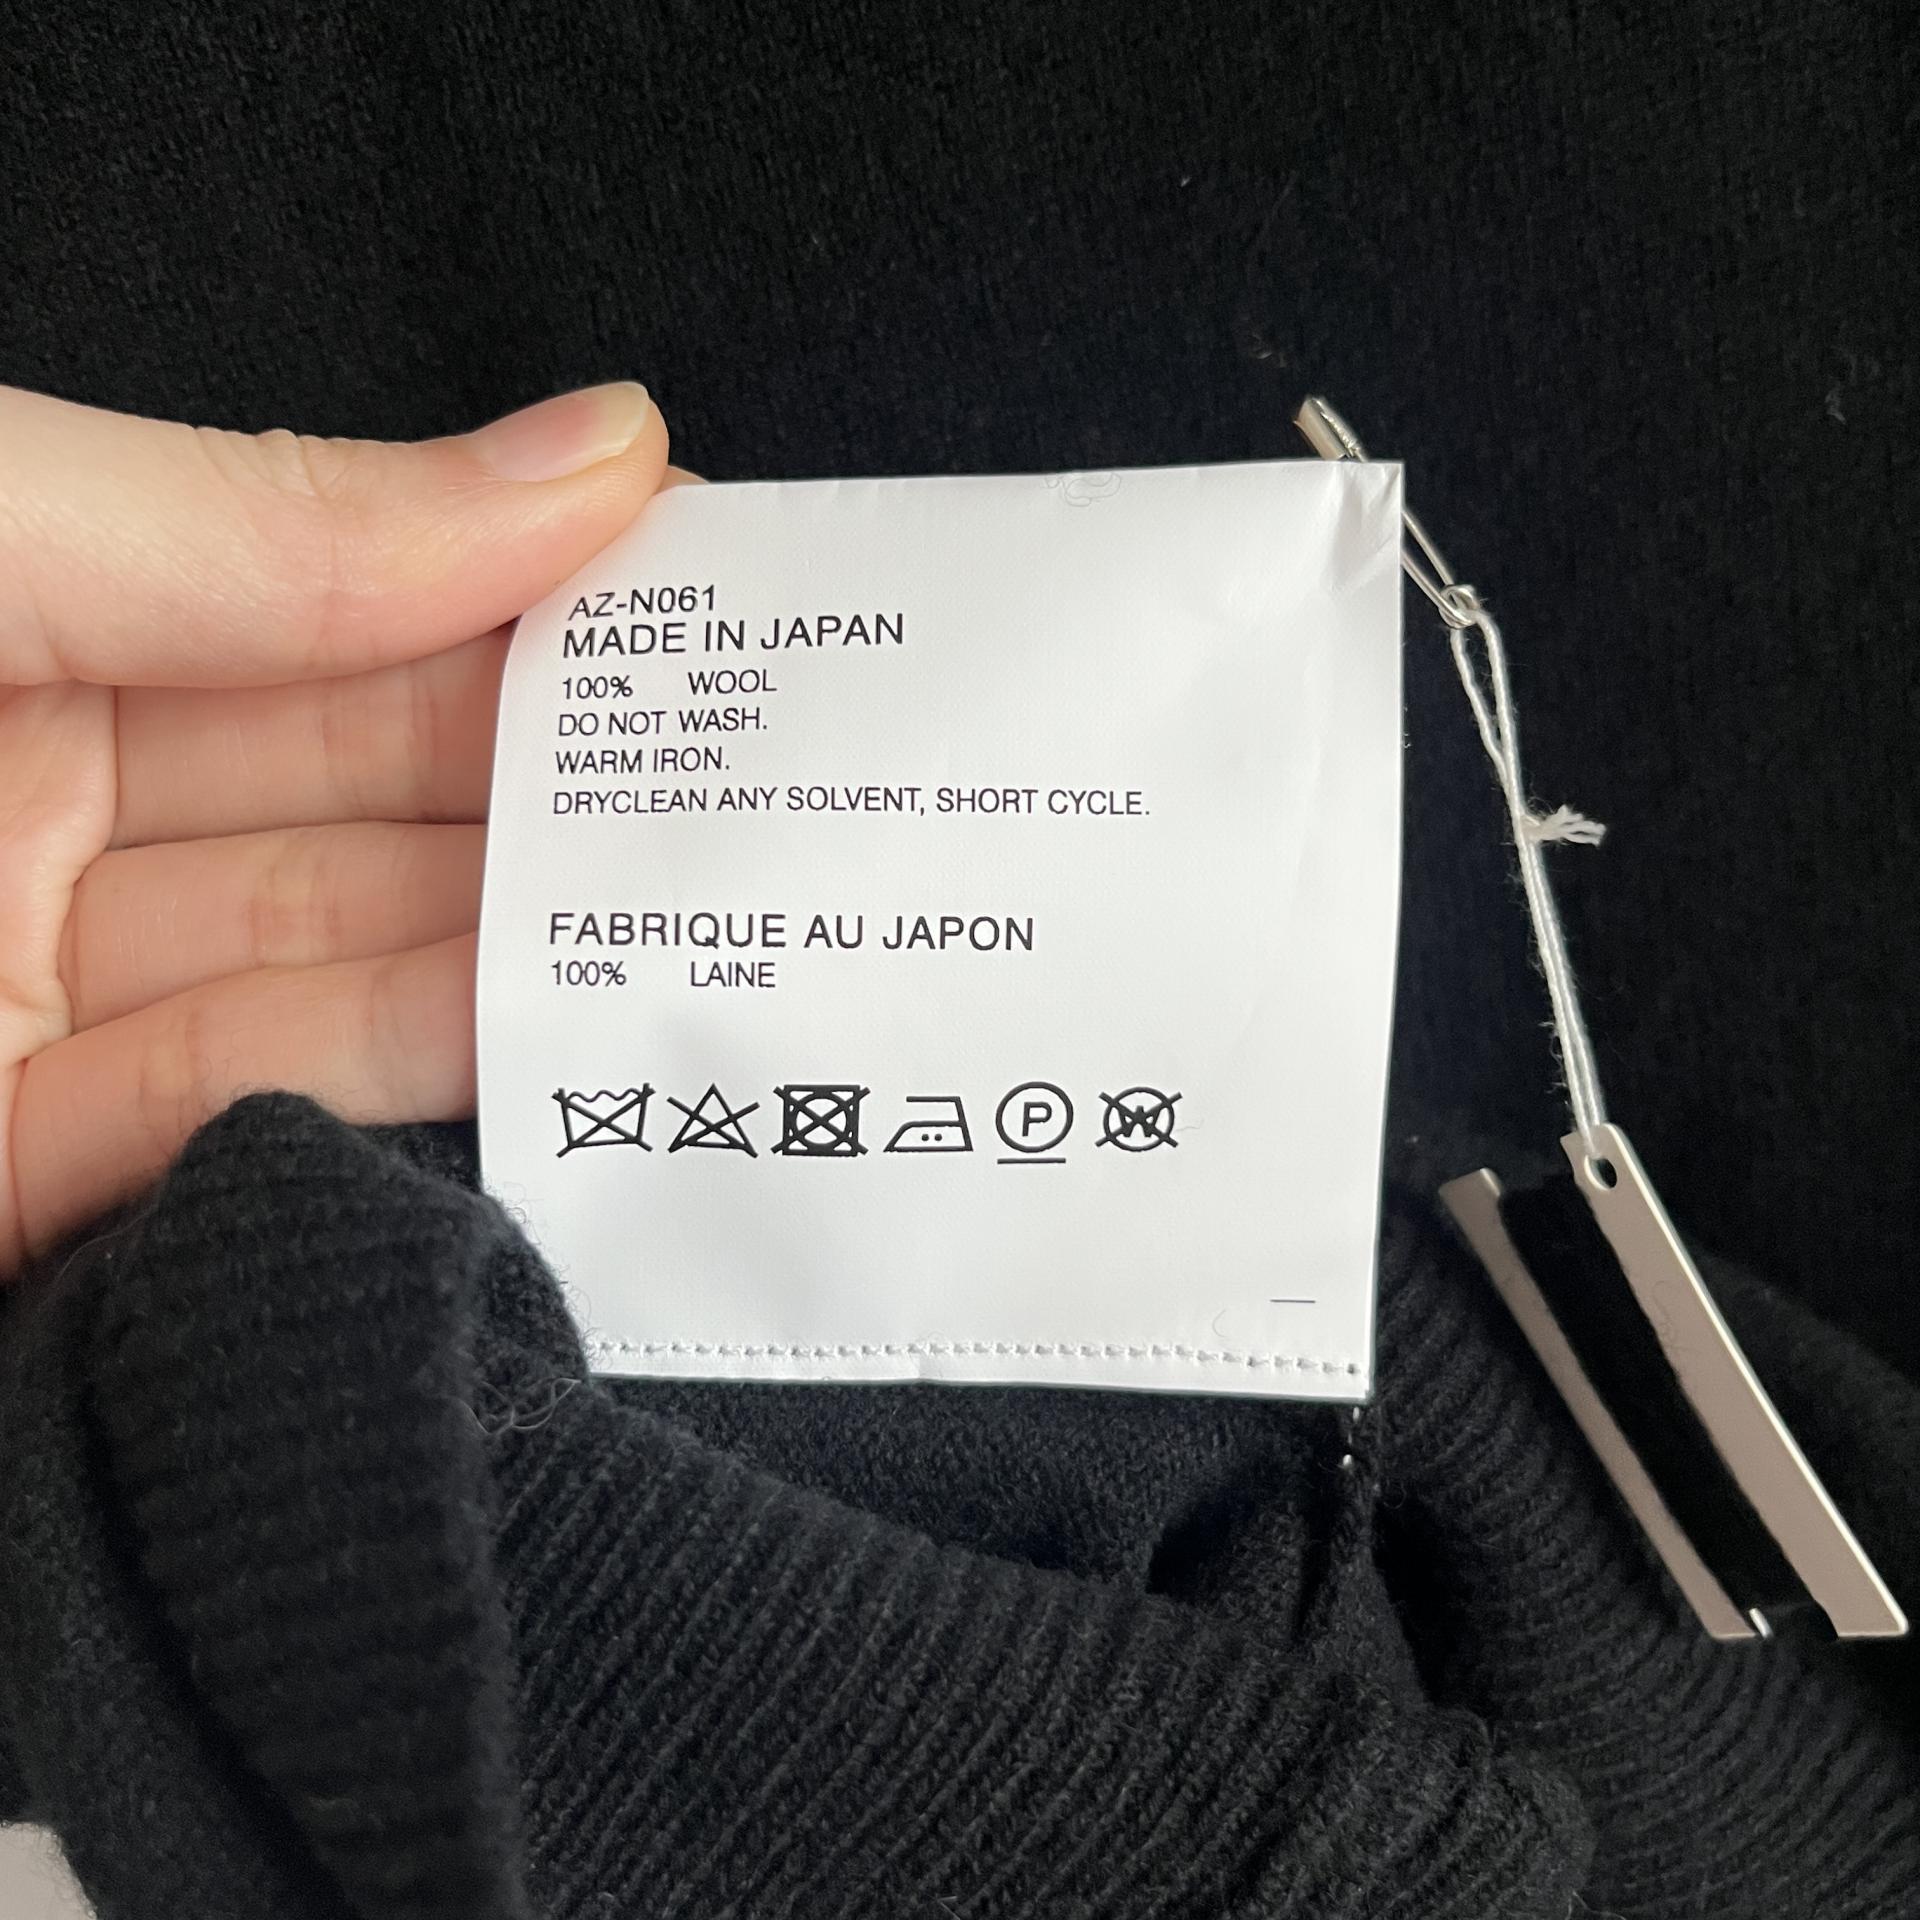 AZ-N061
MADE IN JAPAN
100% WOOL
DO NOT WASH.
WARM IRON.
DRYCLEAN ANY SOLVENT, SHORT CYCLE.
FABRIQUE AU JAPON
100% LAINE
P W